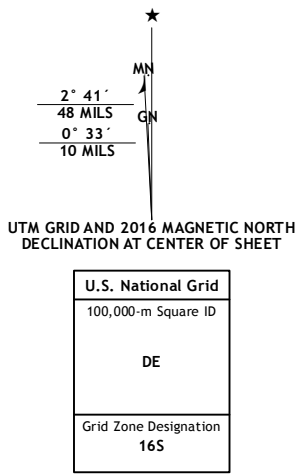 ★
MN
2° 41´
48 MILS
GN
0° 33´
10 MILS
UTM GRID AND 2016 MAGNETIC NORTH
DECLINATION AT CENTER OF SHEET
U.S. National Grid
100,000-m Square ID
DE
Grid Zone Designation
16S